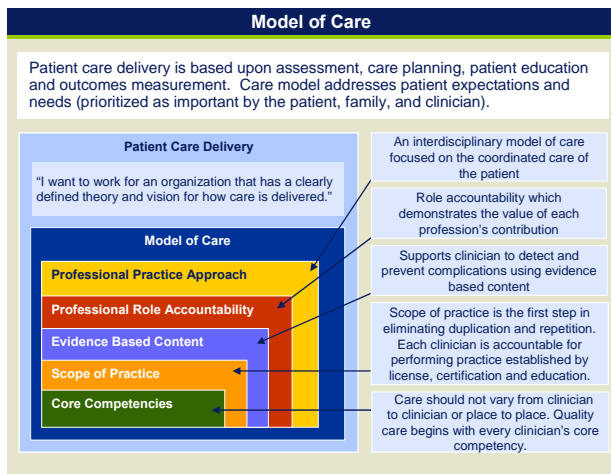 Model of Care
Patient care delivery is based upon assessment, care planning, patient education
and outcomes measurement.  Care model addresses patient expectations and
needs (prioritized as important by the patient, family, and clinician).
Patient Care Delivery
“I want to work for an organization that has a clearly
defined theory and vision for how care is delivered.”
Model of Care
Professional Practice Approach
Professional Role Accountability
Evidence Based Content
Scope of Practice
Core Competencies
An interdisciplinary model of care
focused on the coordinated care of
the patient
Role accountability which
demonstrates the value of each
profession’s contribution
Supports clinician to detect and
prevent complications using evidence
based content
Scope of practice is the first step in
eliminating duplication and repetition.
Each clinician is accountable for
performing practice established by
license, certification and education.
Care should not vary from clinician
to clinician or place to place. Quality
care begins with every clinician’s core
competency.